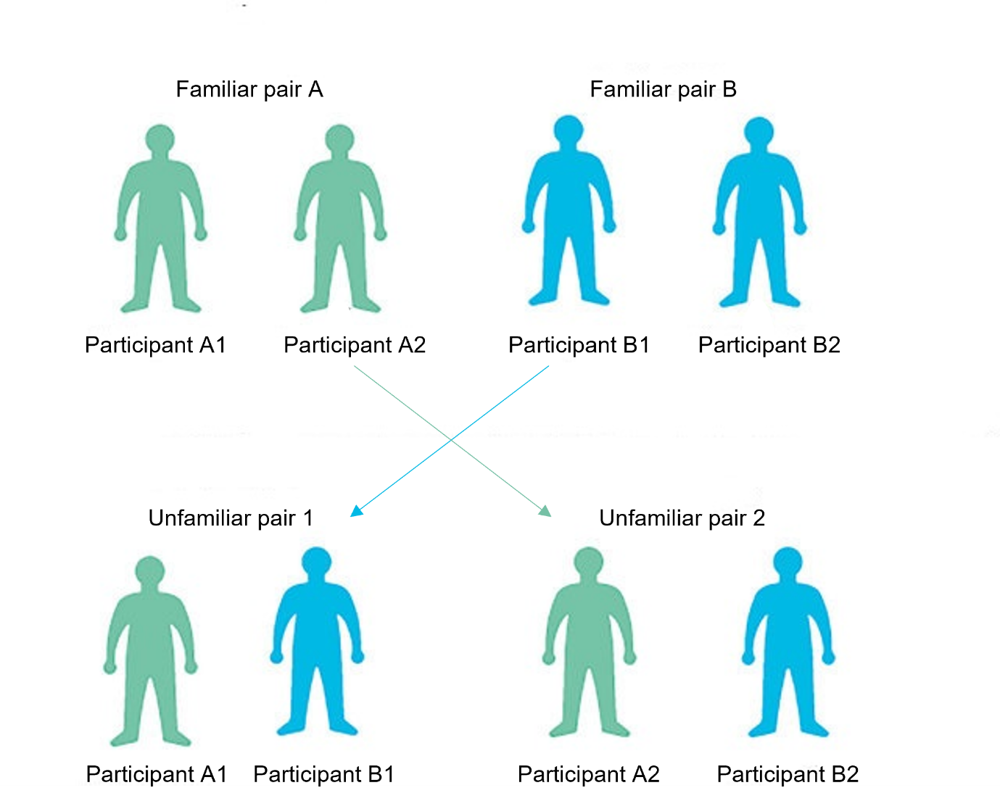 Familiar pair A
Familiar pair B
Participant A1
Participant A2
Participant B1
Participant B2
Unfamiliar pair 1
Unfamiliar pair 2
Participant A1
Participant B1
Participant A2
Participant B2